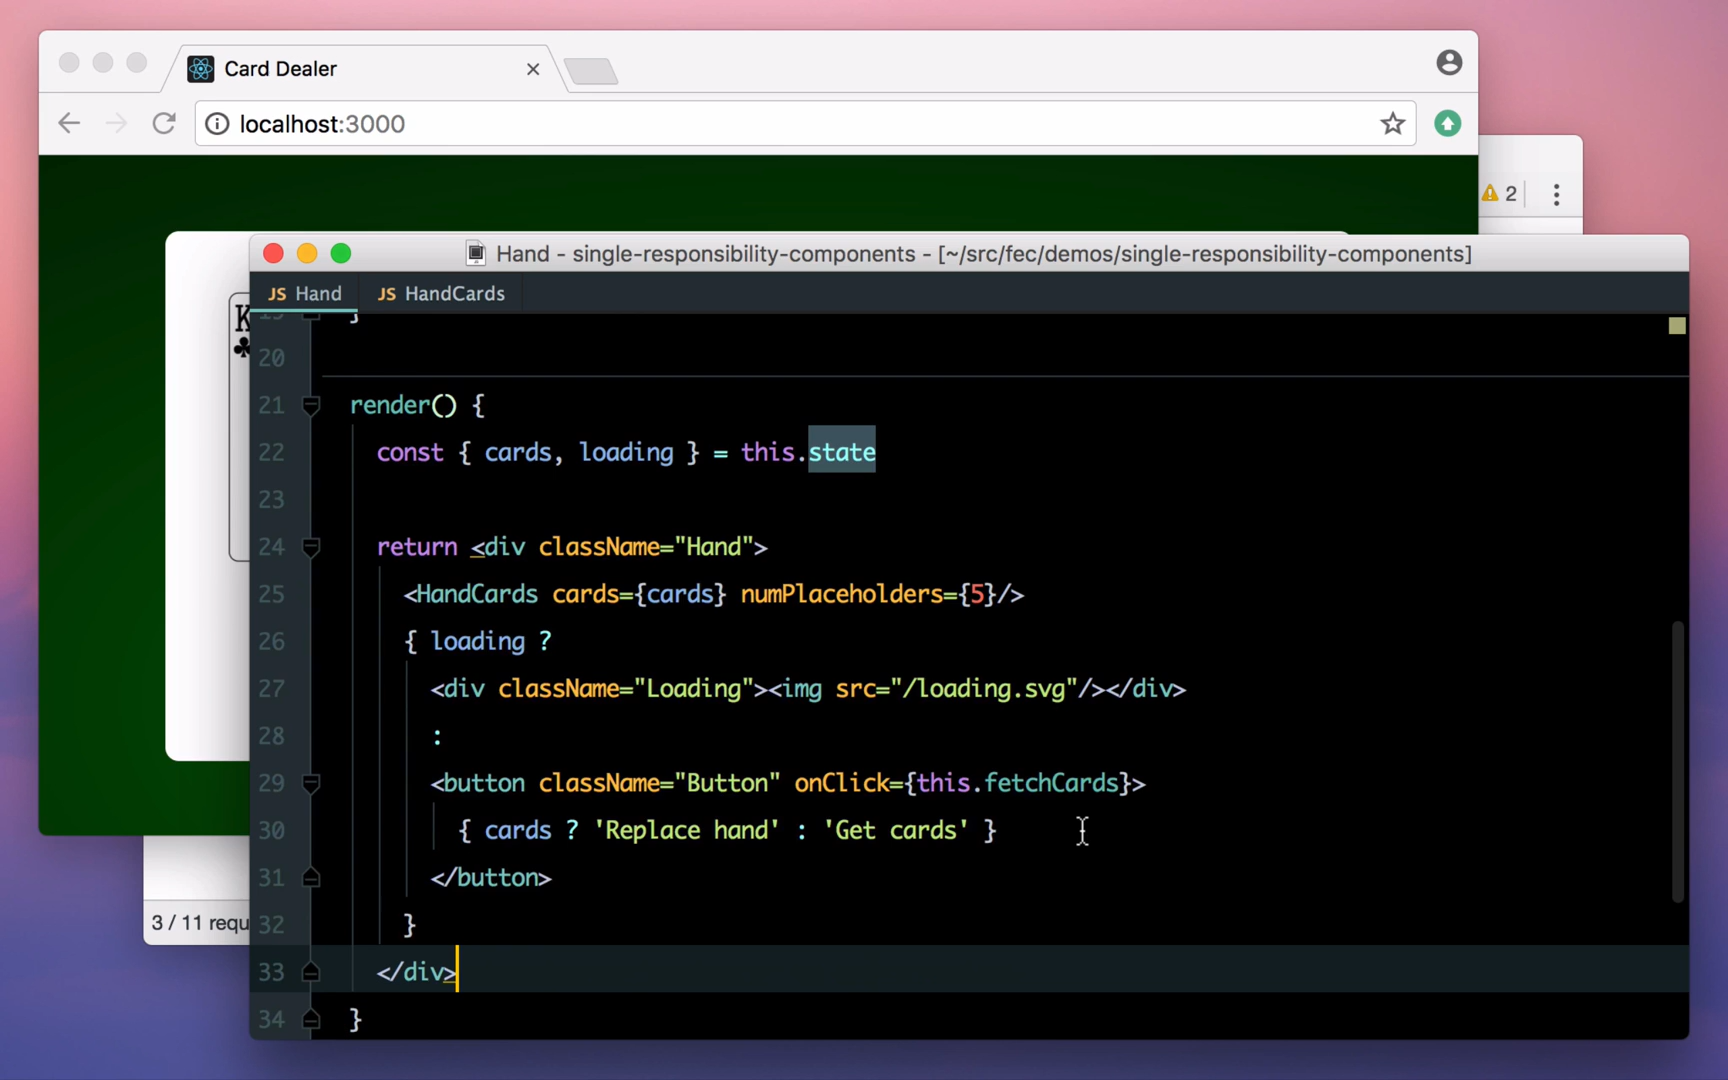 Card Dealer
localhost:3000
2
Hand - single-responsibility-components - [~/src/fec/demos/single-responsibility-components]
JS Hand JS HandCards
K
19 }
20
21 render() {
22 const { cards, loading } = this.state
23
24 return <div className="Hand">
25 <HandCards cards={cards} numPlaceholders={5}/>
26 { loading ?
27 <div className="Loading"><img src="/loading.svg"/></div>
28 :
29 <button className="Button" onClick={this.fetchCards}>
30 { cards ? 'Replace hand' : 'Get cards' }
31 </button>
32 }
33 </div>
34 }
3 / 11 requ